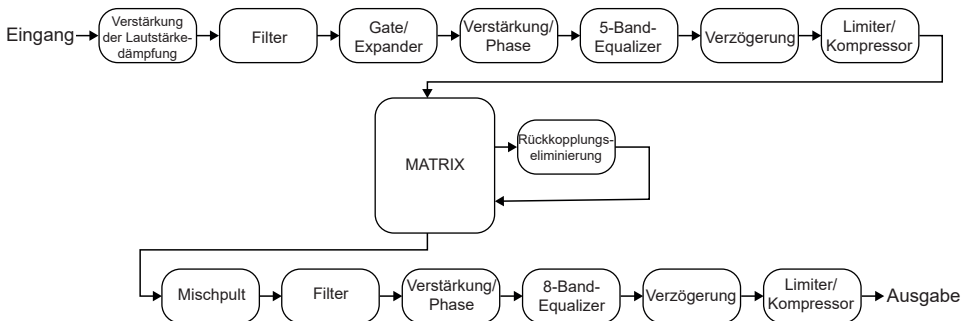 Eingang
Verstärkung
der Lautstärke-
dämpfung
Filter
Gate/
Expander
Verstärkung/
Phase
5-Band-
Equalizer
Verzögerung
Limiter/
Kompressor
MATRIX
Rückkopplungs-
eliminierung
Mischpult
Filter
Verstärkung/
Phase
8-Band-
Equalizer
Verzögerung
Limiter/
Kompressor
Ausgabe